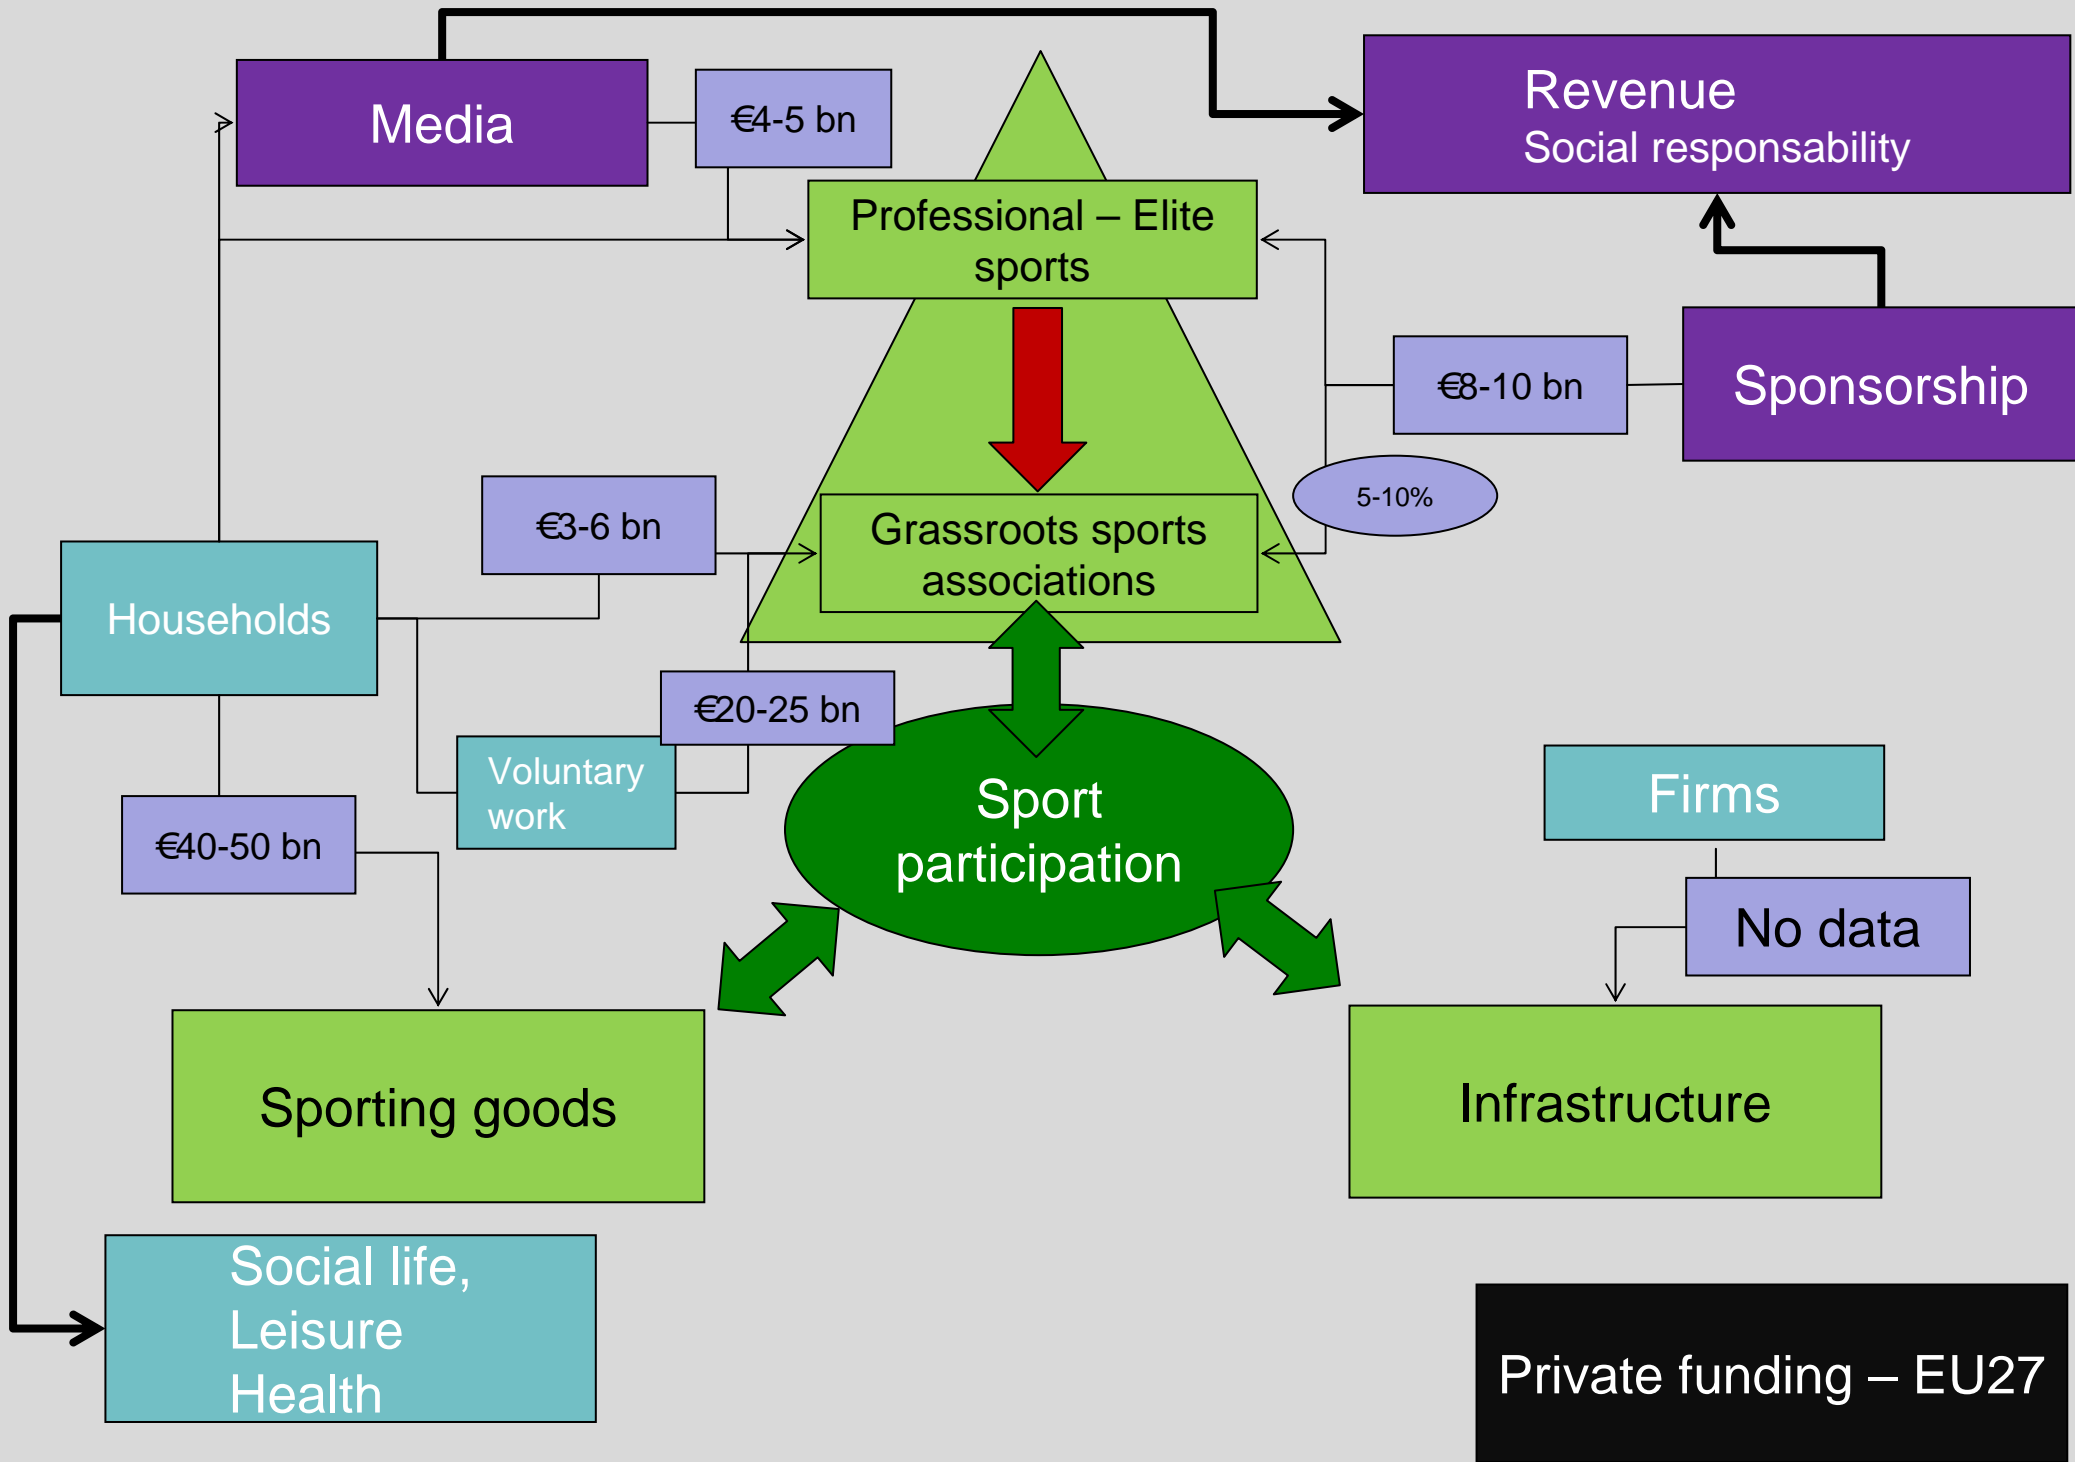 Media
€4-5 bn
Revenue
Social responsability
Professional – Elite
sports
€8-10 bn
Sponsorship
€3-6 bn
5-10%
Grassroots sports
associations
Households
€20-25 bn
Voluntary
work
€40-50 bn
Sport
participation
Firms
No data
Sporting goods
Infrastructure
Social life,
Leisure
Health
Private funding – EU27